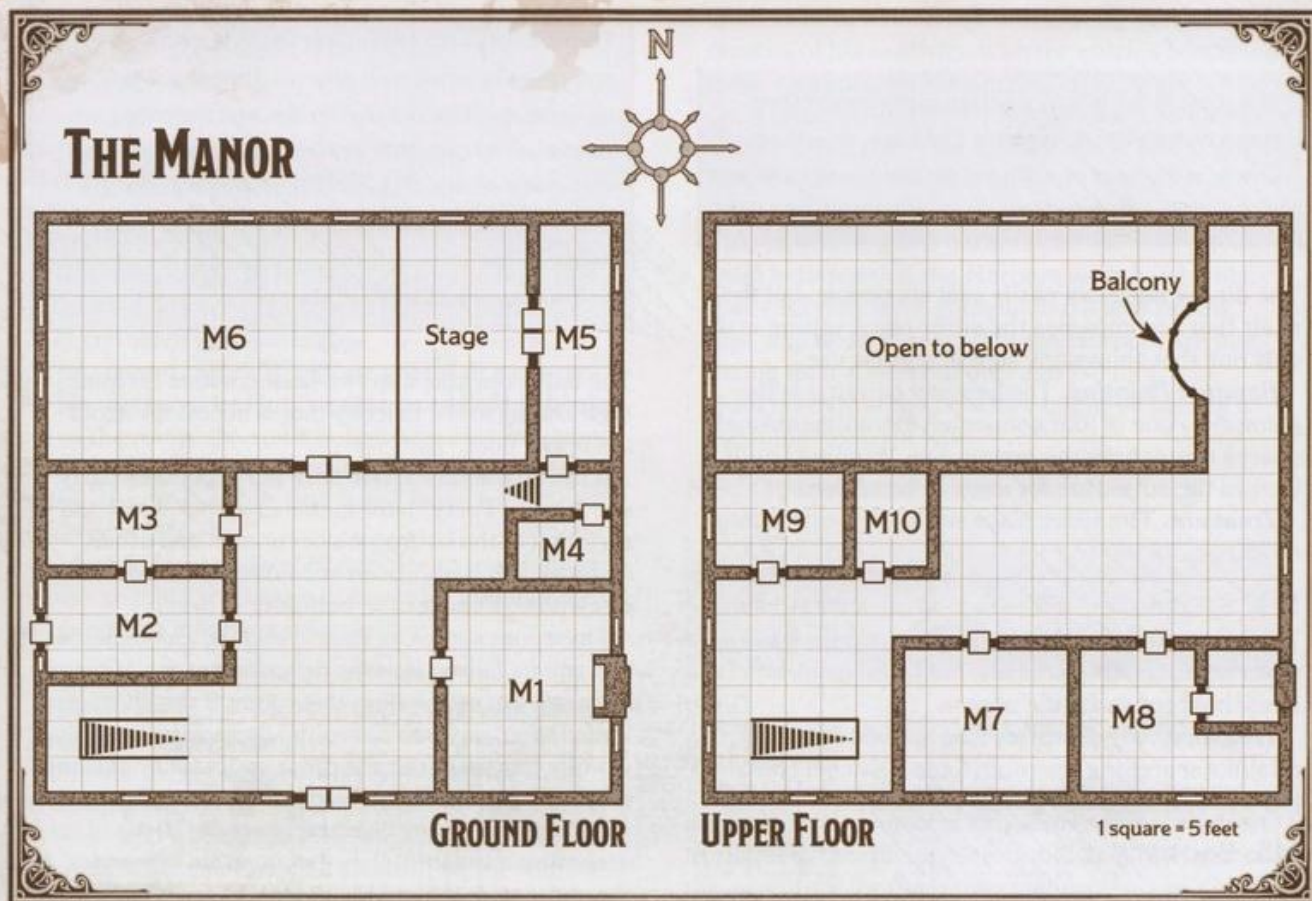 N
THE MANOR
Balcony
M6
Stage
M5
Open to below
M3
M4
M9
M10
M2
M1
M7
M8
GROUND FLOOR
UPPER FLOOR
1 square = 5 feet